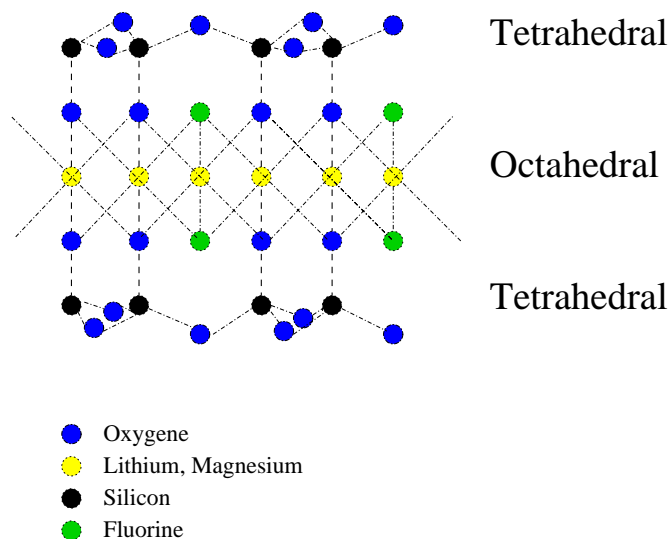 Tetrahedral
Octahedral
Tetrahedral
Oxygene
Lithium, Magnesium
Silicon
Fluorine